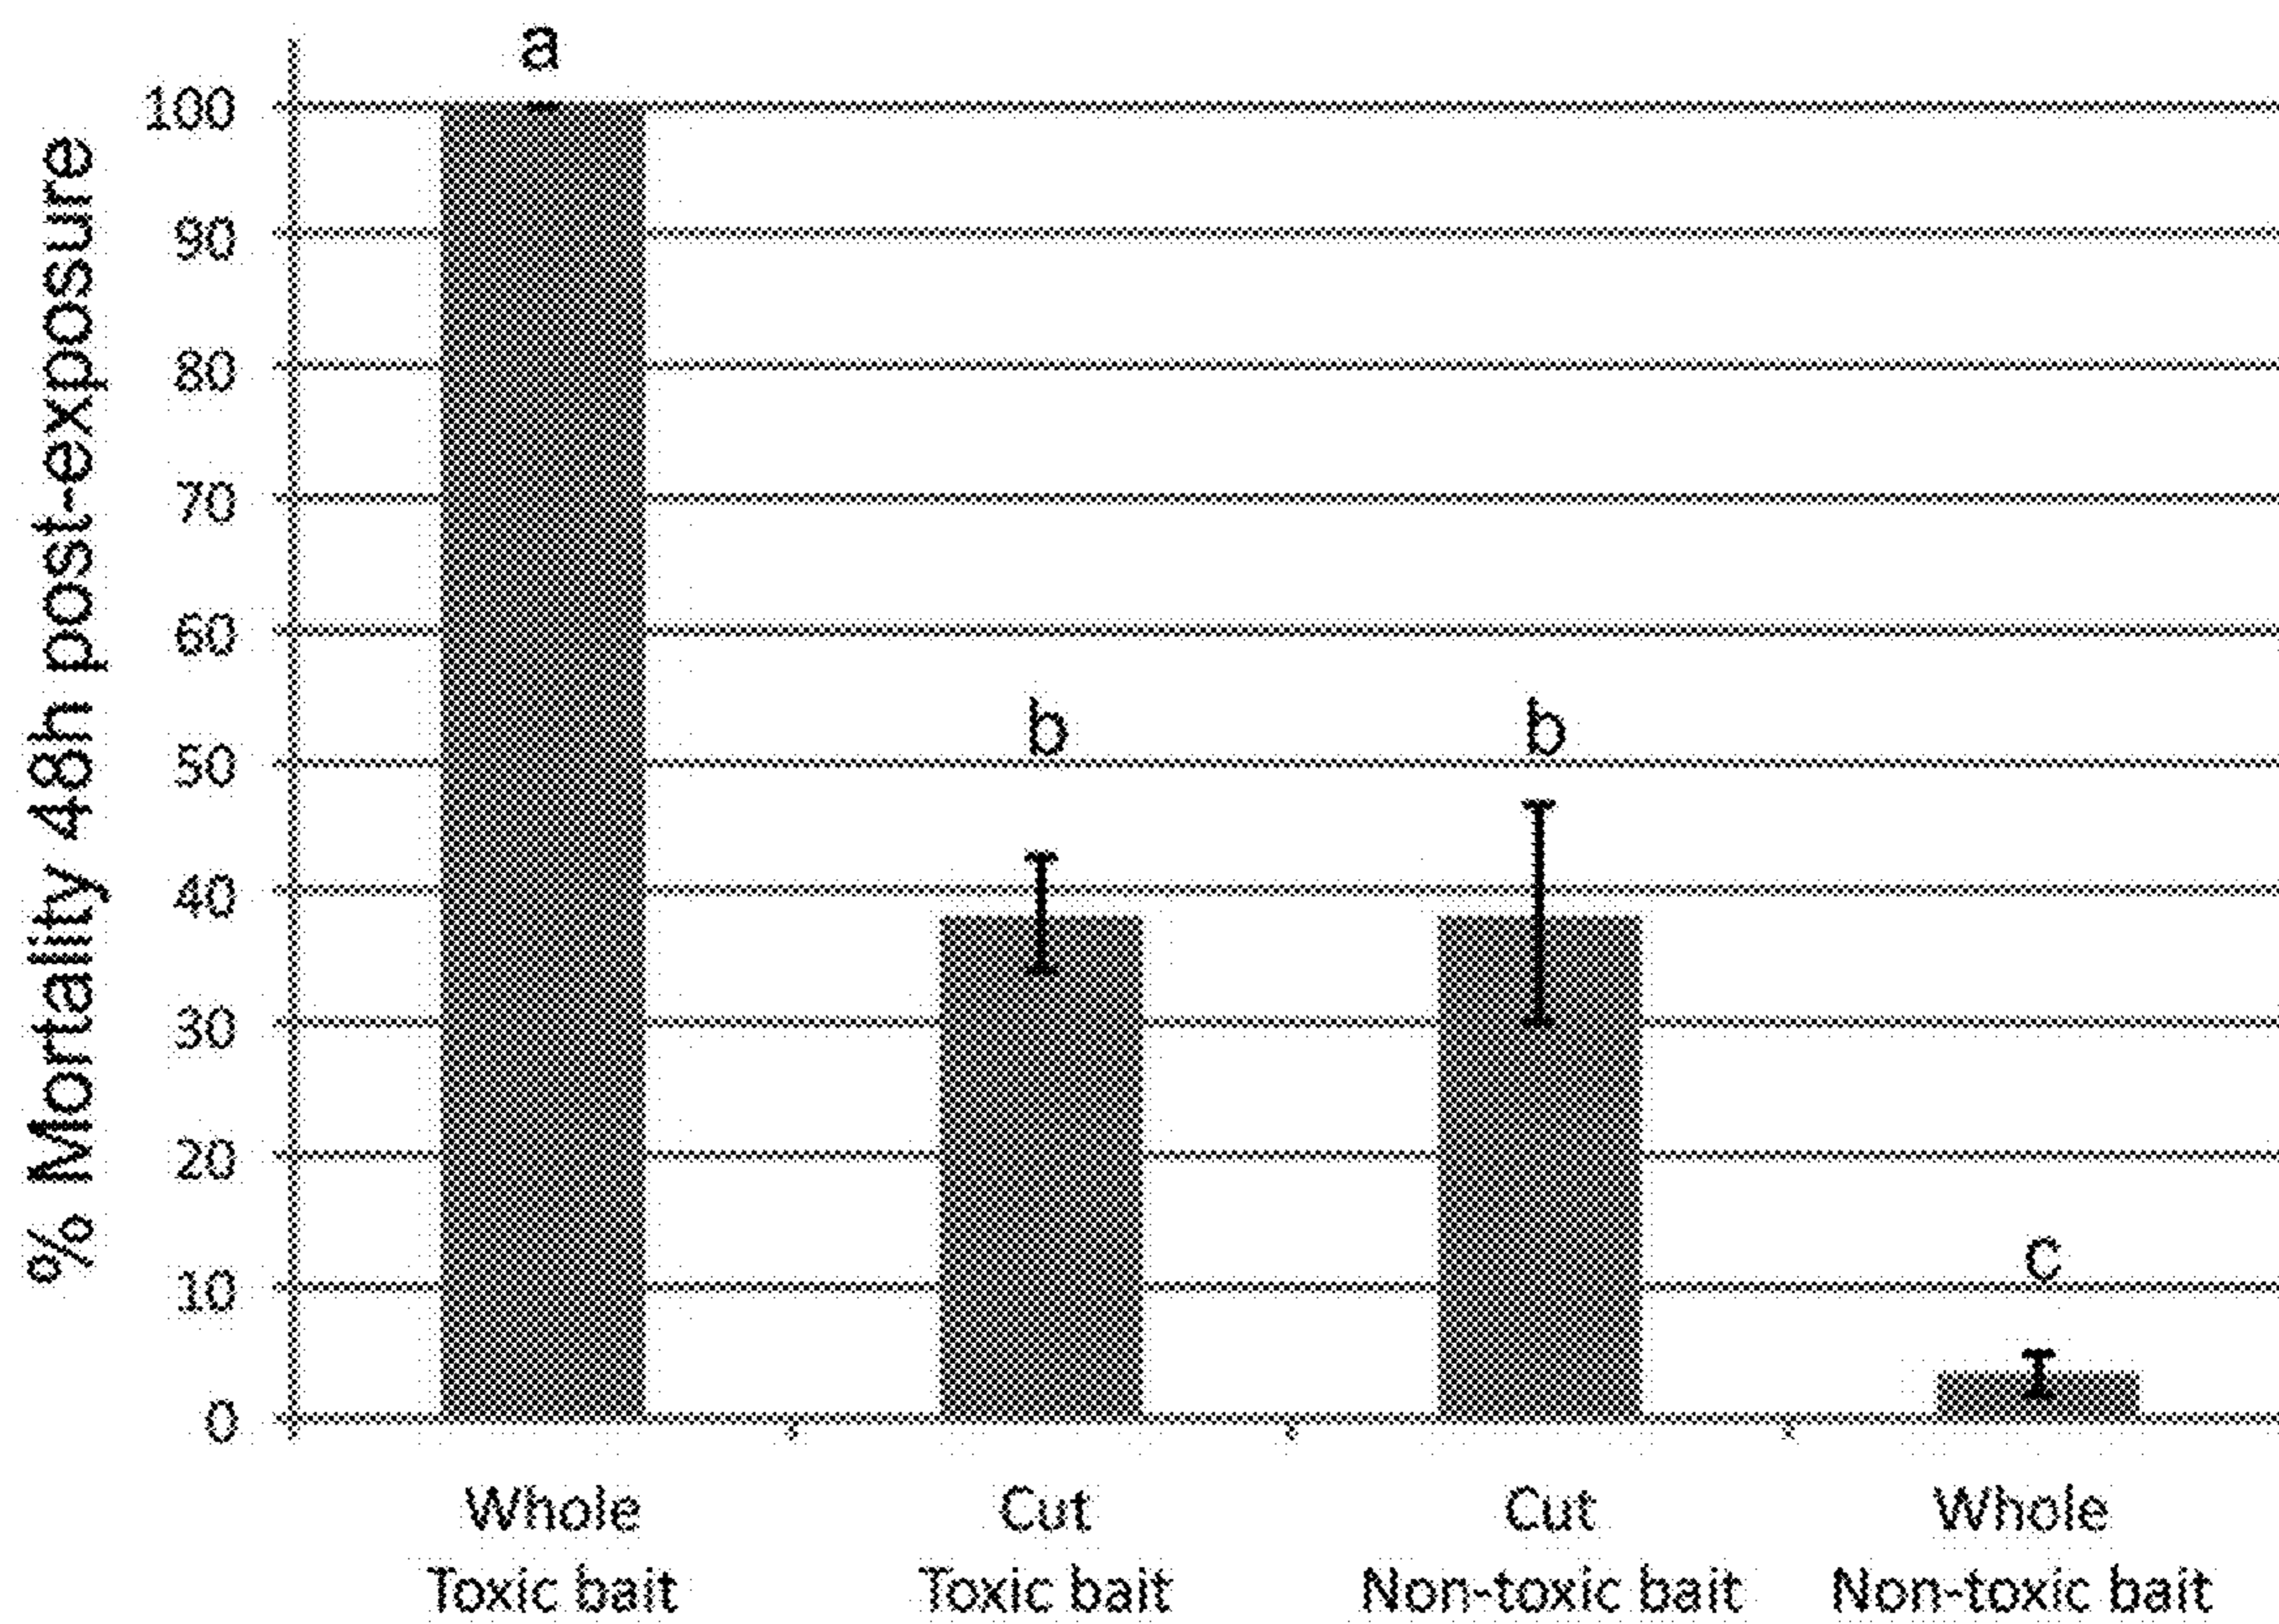 % Mortality 48h post-exposure
100
90
80
70
60
50
40
30
20
10
0
a
b
b
c
Whole
Toxic bait
Cut
Toxic bait
Cut
Non-toxic bait
Whole
Non-toxic bait